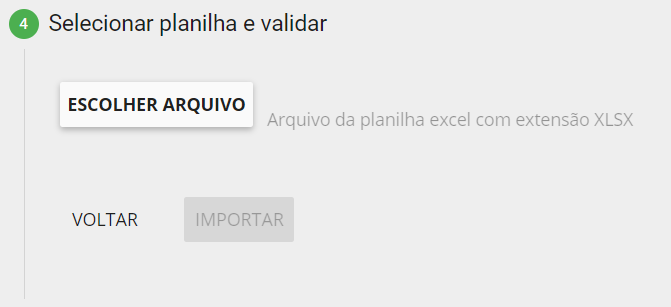 4 Selecionar planilha e validar
ESCOLHER ARQUIVO Arquivo da planilha excel com extensão XLSX
VOLTAR IMPORTAR